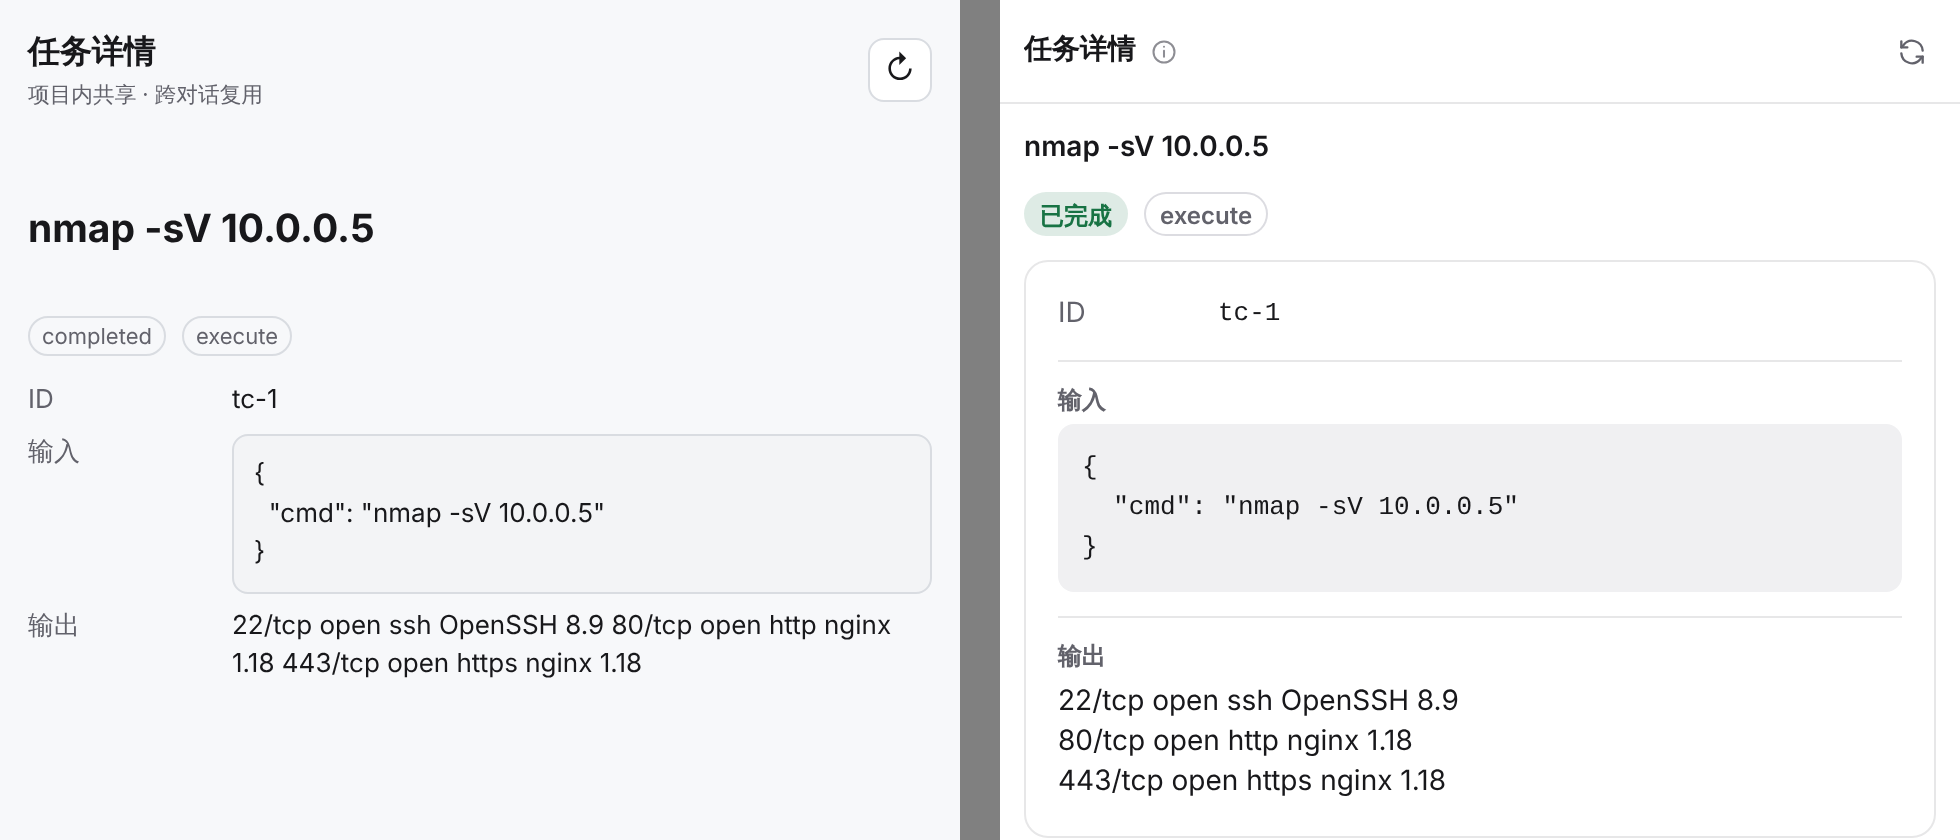 任务详情
项目内共享 · 跨对话复用
nmap -sV 10.0.0.5
completed execute
ID tc-1
输入
{
"cmd": "nmap -sV 10.0.0.5"
}
输出
22/tcp open ssh OpenSSH 8.9 80/tcp open http nginx
1.18 443/tcp open https nginx 1.18
任务详情
nmap -sV 10.0.0.5
已完成 execute
ID tc-1
输入
{
"cmd": "nmap -sV 10.0.0.5"
}
输出
22/tcp open ssh OpenSSH 8.9
80/tcp open http nginx 1.18
443/tcp open https nginx 1.18